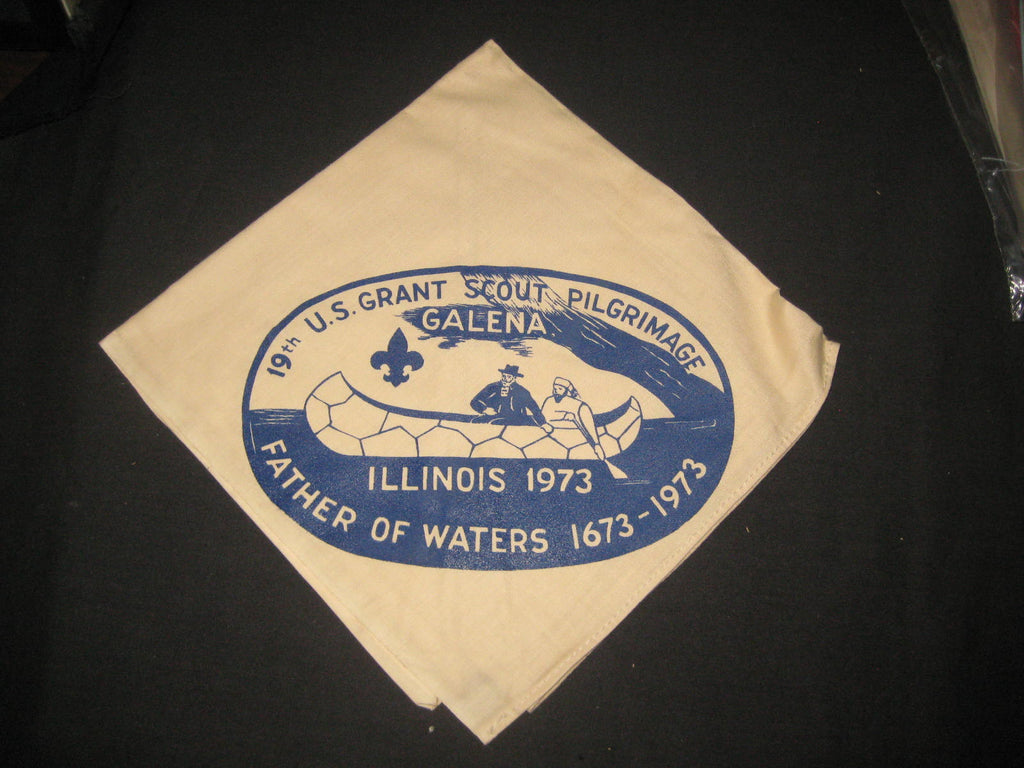 19th U.S. GRANT SCOUT PILGRIMAGE
GALENA
ILLINOIS 1973
FATHER OF WATERS 1673-1973